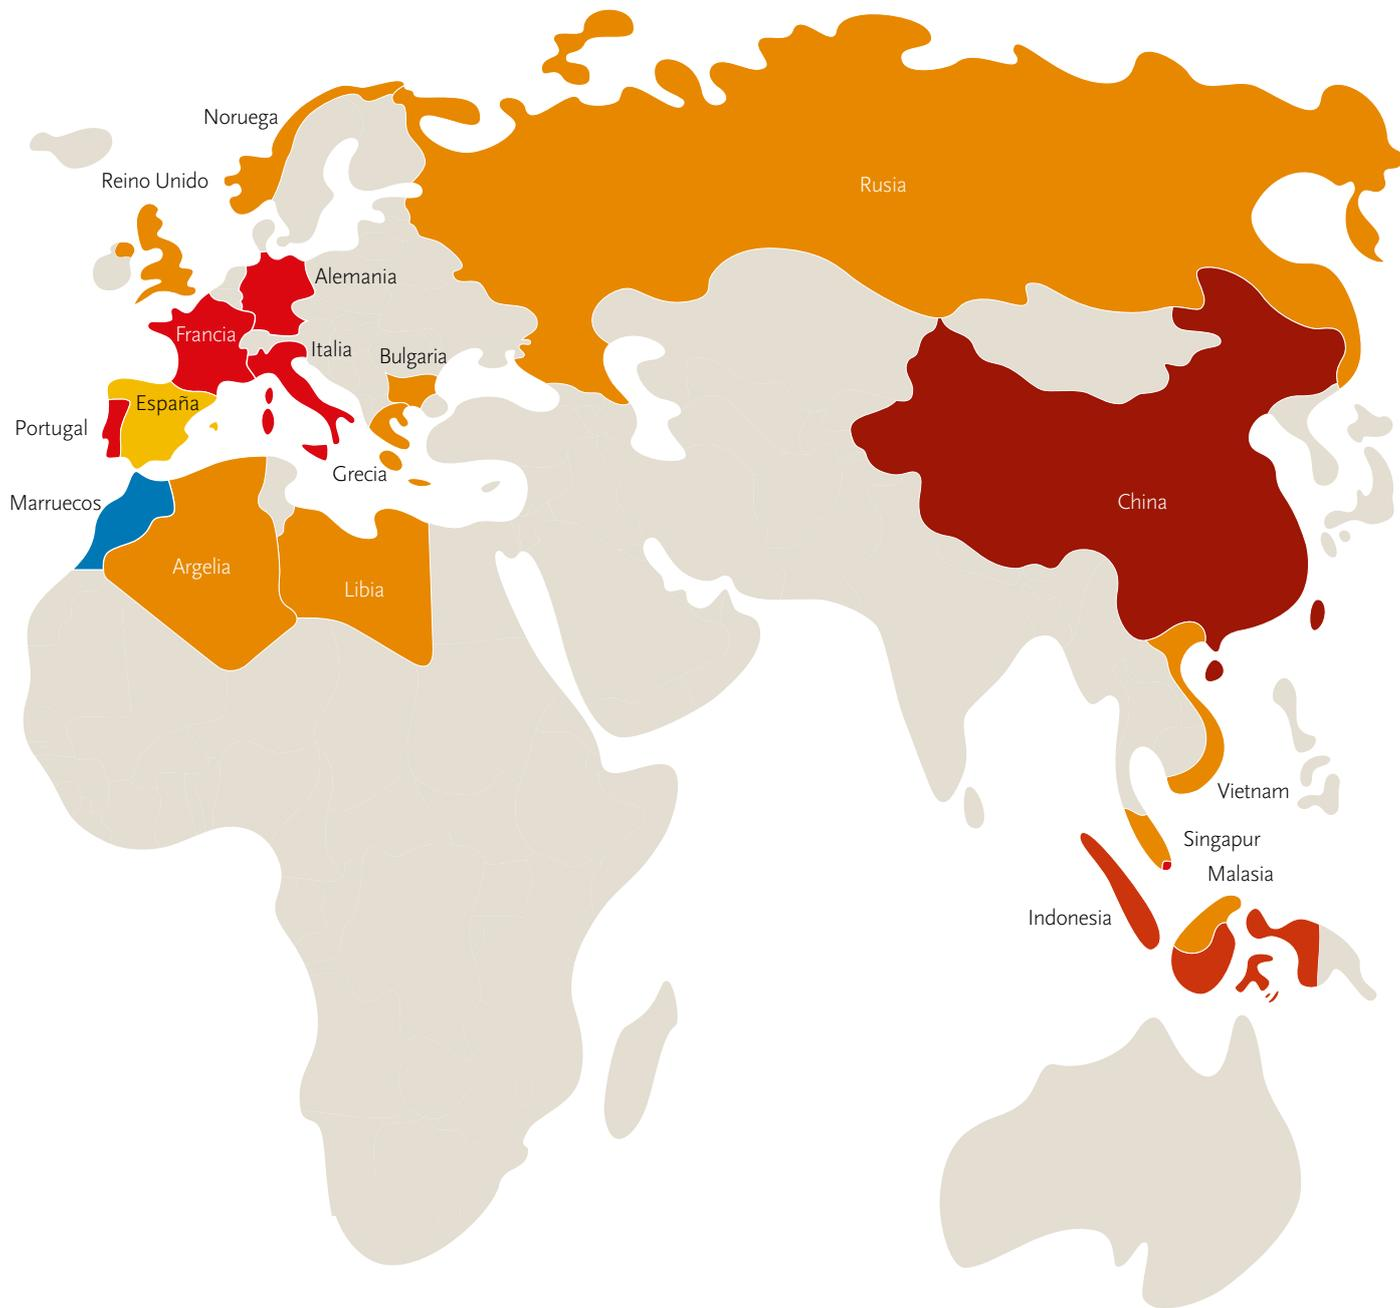 Noruega
Reino Unido
Rusia
Alemania
Francia
Italia
Bulgaria
España
Portugal
Grecia
Marruecos
China
Argelia
Libia
Vietnam
Singapur
Malasia
Indonesia